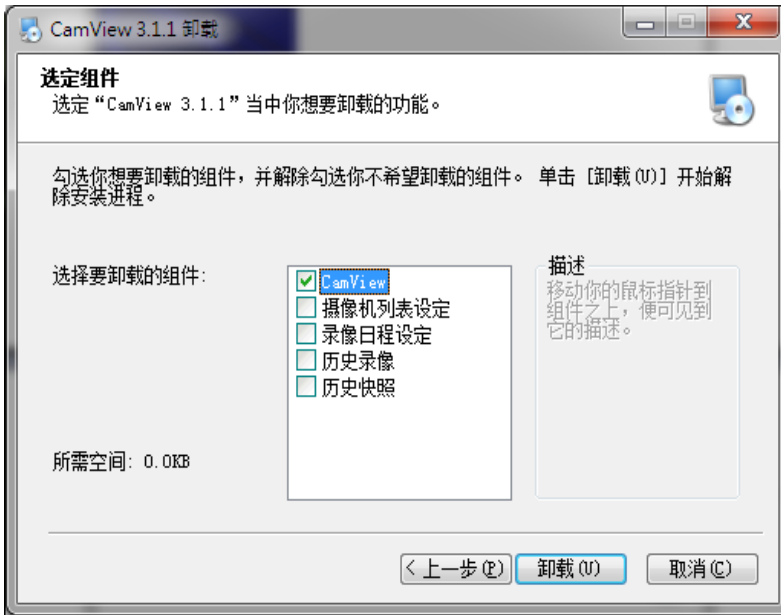 CamView 3.1.1 卸载
选定组件
选定“CamView 3.1.1”当中你想要卸载的功能。
勾选你想要卸载的组件，并解除勾选你不希望卸载的组件。 单击 [卸载(U)] 开始解
除安装进程。
选择要卸载的组件:
CamView
摄像机列表设定
录像日程设定
历史录像
历史快照
描述
移动你的鼠标指针到
组件之上，便可见到
它的描述。
所需空间: 0.0KB
< 上一步(P)
卸载(U)
取消(C)